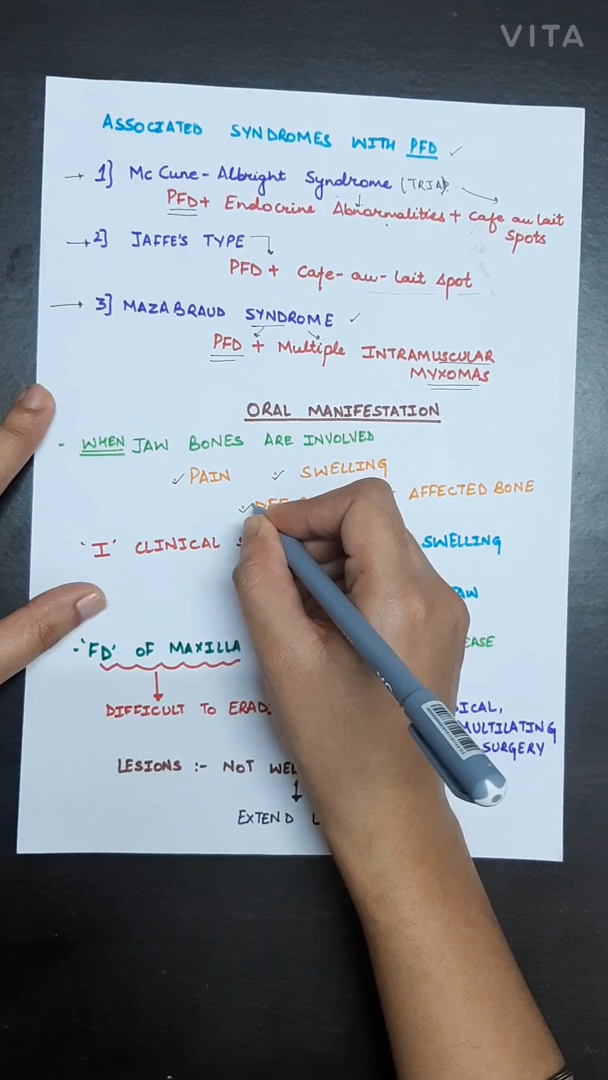 VITA
ASSOCIATED SYNDROMES WITH PFD
→ 1] Mc Cune-Albright Syndrome (TRIAD)
PFD + Endocrine Abnormalities + Cafe au lait Spots
→ 2] JAFFE'S TYPE
PFD + Cafe-au-lait spot
→ 3] MAZABRAUD SYNDROME ✓
PFD + Multiple INTRAMUSCULAR
MYXOMAS
ORAL MANIFESTATION
- WHEN JAW BONES ARE INVOLVED
✓ PAIN ✓ SWELLING
AFFECTED BONE
'I' CLINICAL SWELLING
-'FD' OF MAXILLA
DIFFICULT TO
SURGERY
LESIONS :- NOT
EXTEND